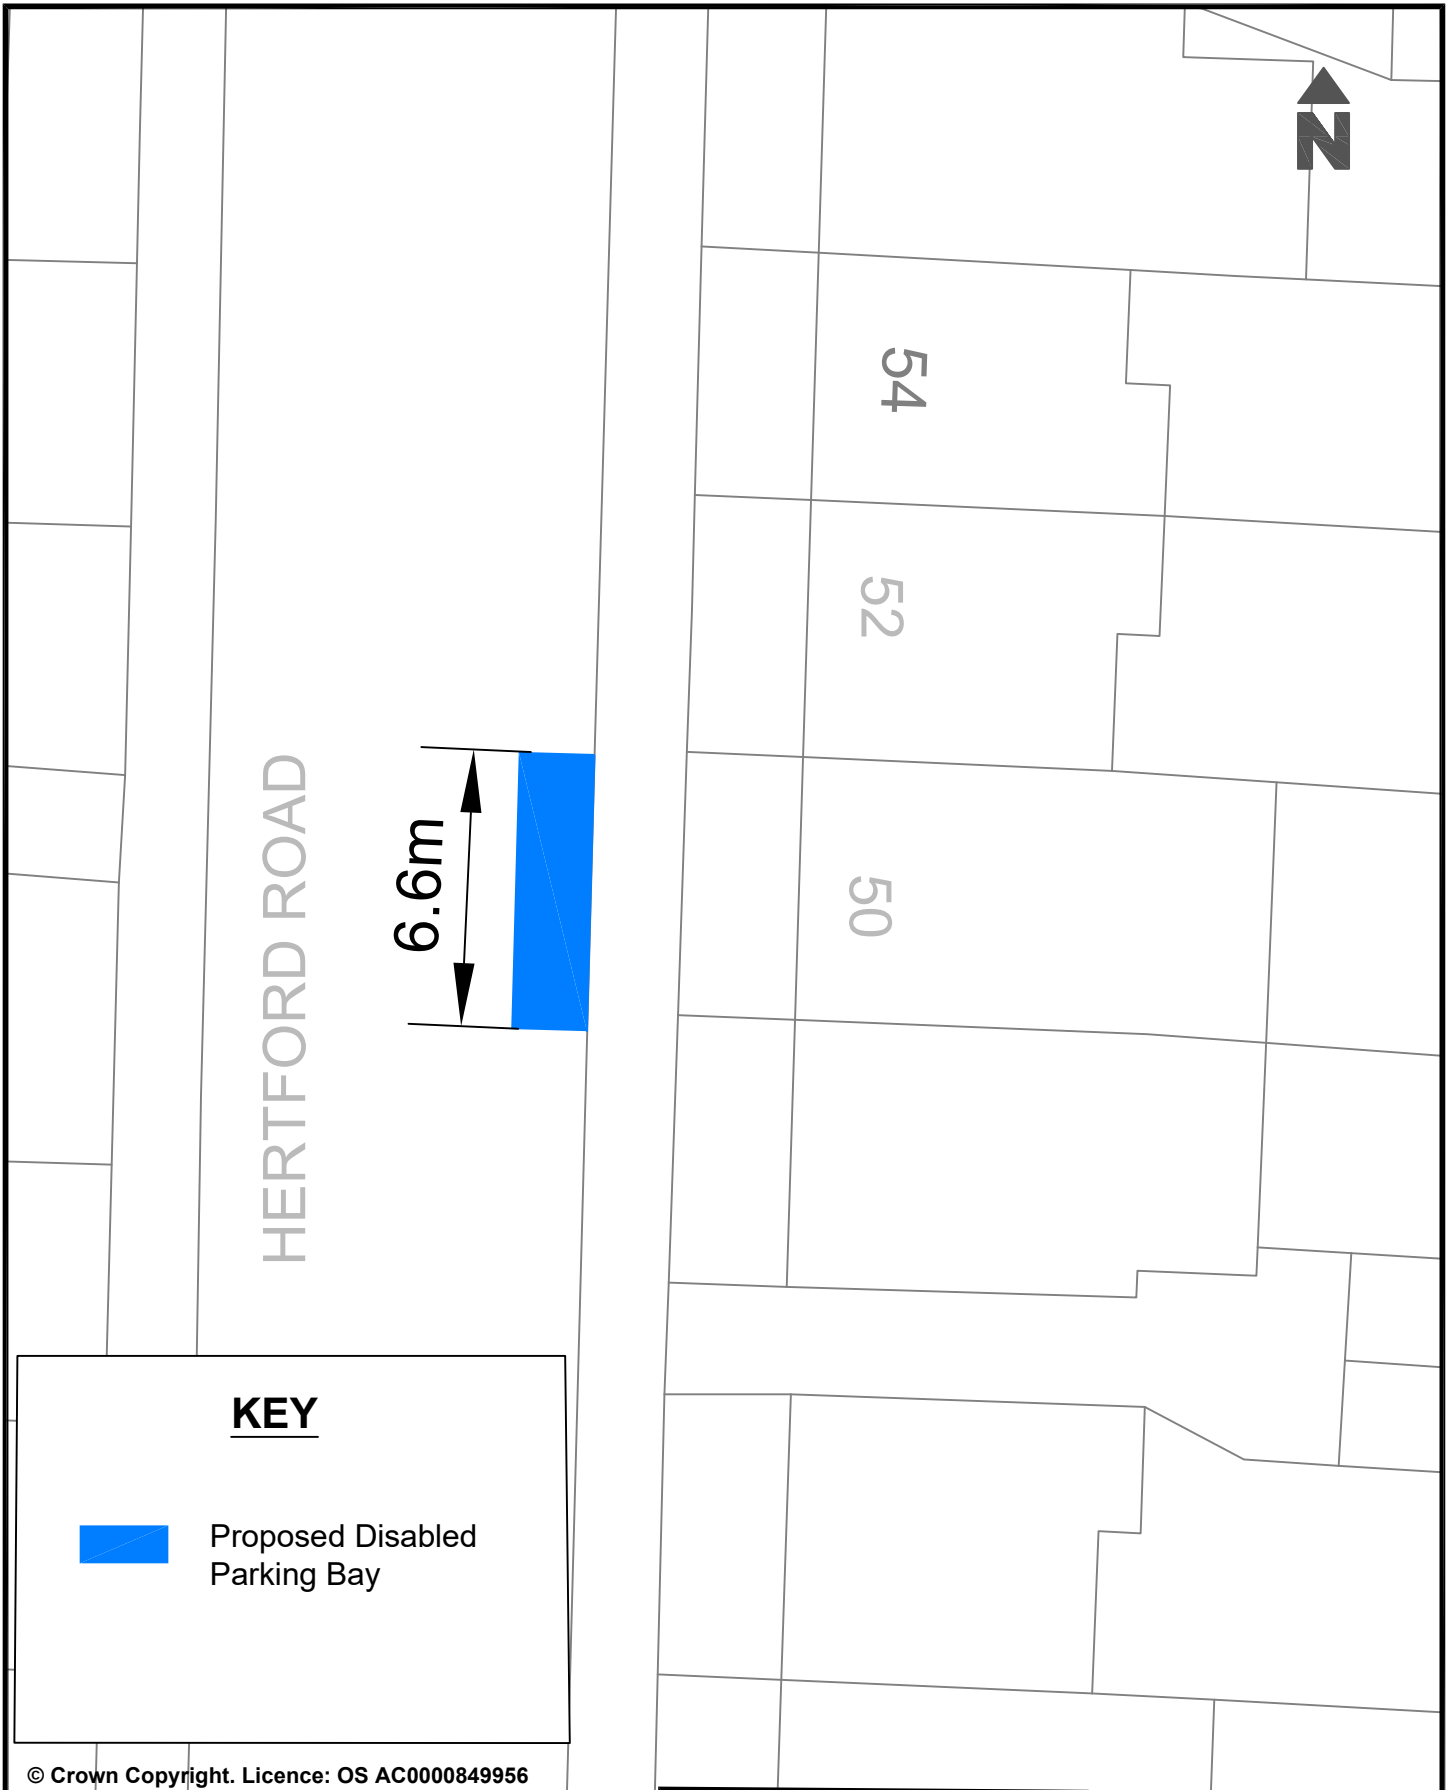 N
54
52
HERTFORD ROAD
6.6m
50
KEY
Proposed Disabled
Parking Bay
© Crown Copyright. Licence: OS AC0000849956